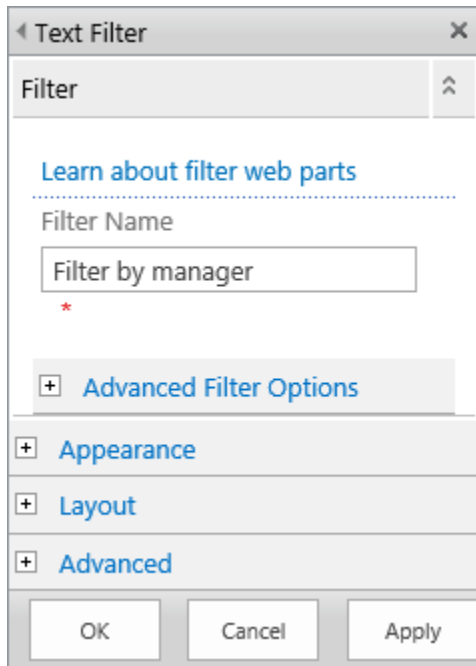 Text Filter
Filter
Learn about filter web parts
Filter Name
Filter by manager
*
Advanced Filter Options
Appearance
Layout
Advanced
OK Cancel Apply